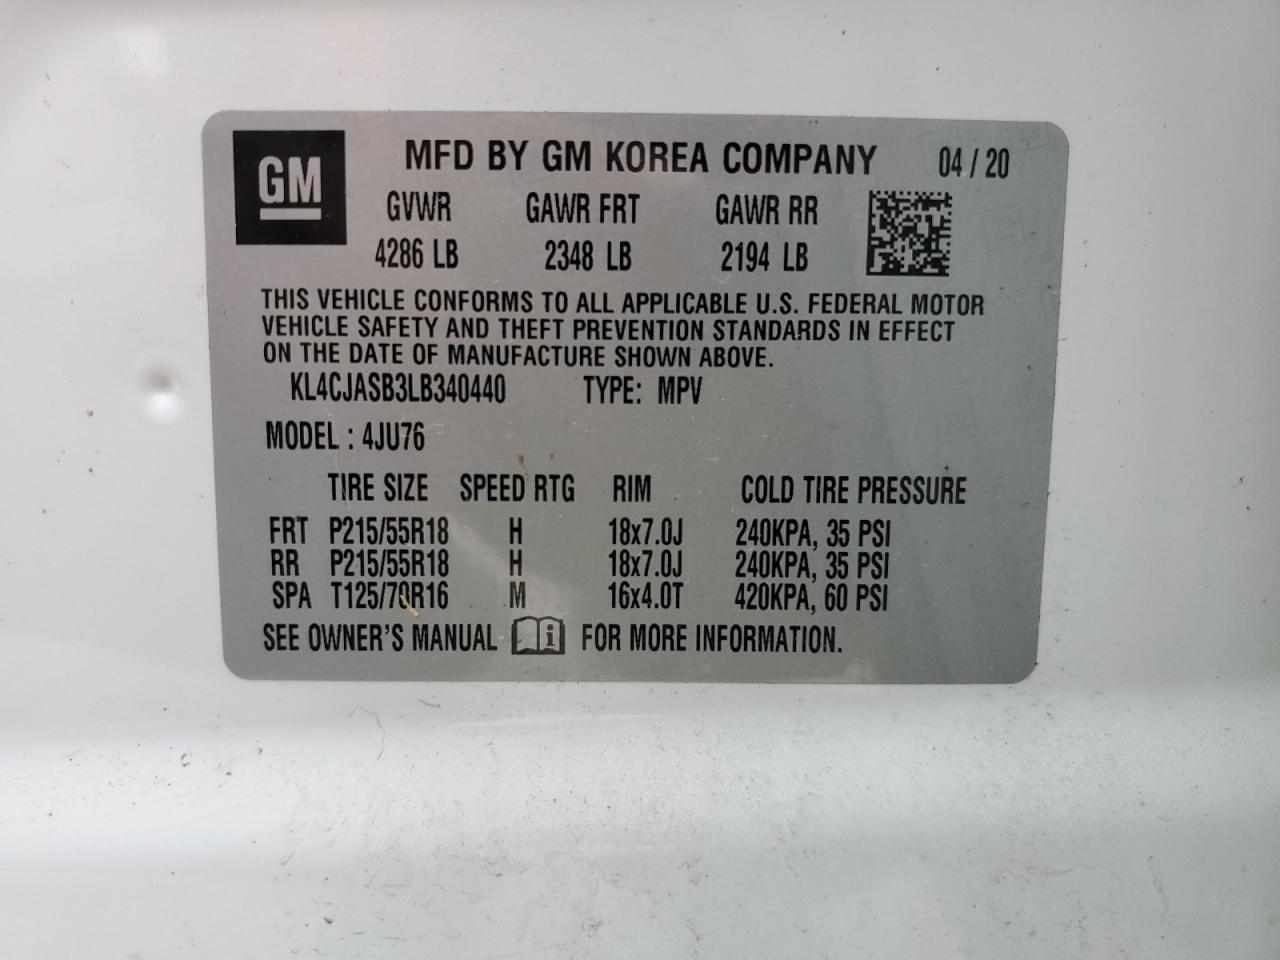 GM
MFD BY GM KOREA COMPANY 04 / 20
GVWR GAWR FRT GAWR RR
4286 LB 2348 LB 2194 LB
THIS VEHICLE CONFORMS TO ALL APPLICABLE U.S. FEDERAL MOTOR
VEHICLE SAFETY AND THEFT PREVENTION STANDARDS IN EFFECT
ON THE DATE OF MANUFACTURE SHOWN ABOVE.
KL4CJASB3LB340440 TYPE: MPV
MODEL : 4JU76
TIRE SIZE SPEED RTG RIM COLD TIRE PRESSURE
FRT P215/55R18 H 18x7.0J 240KPA, 35 PSI
RR P215/55R18 H 18x7.0J 240KPA, 35 PSI
SPA T125/70R16 M 16x4.0T 420KPA, 60 PSI
SEE OWNER'S MANUAL i FOR MORE INFORMATION.